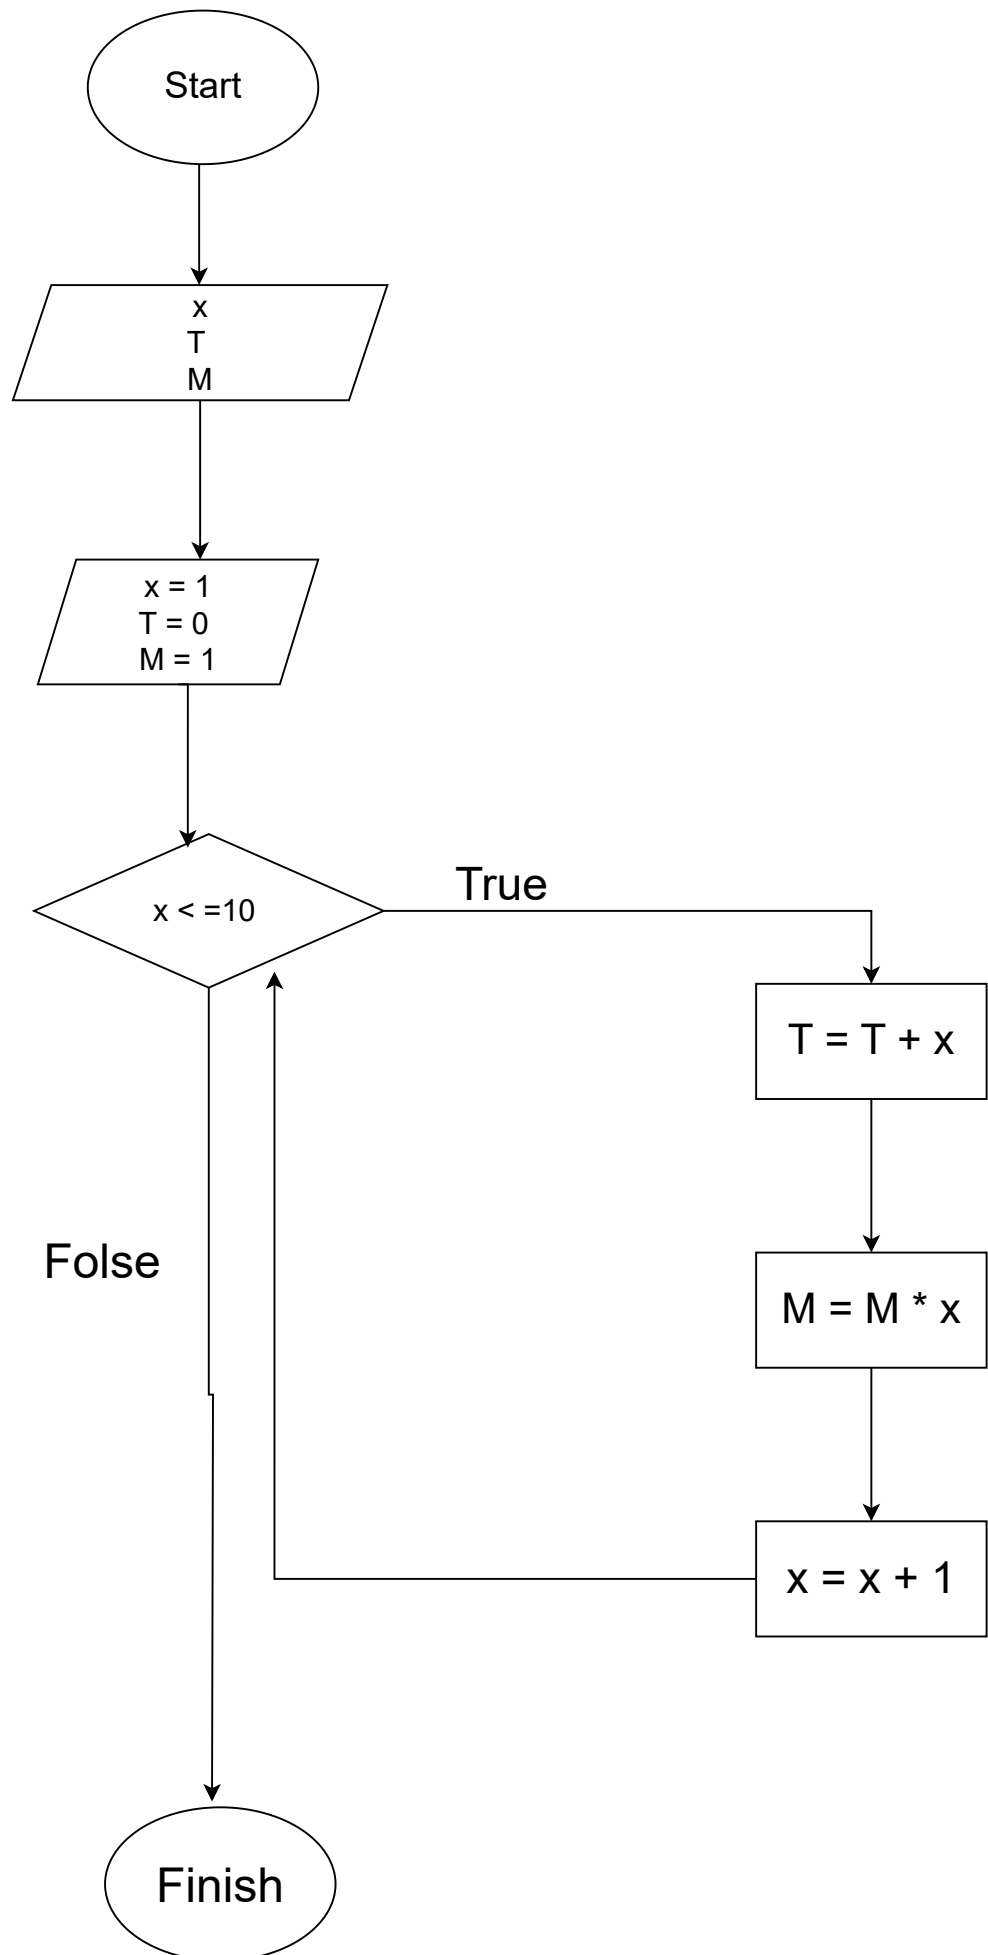 Start
x
T
M
x = 1
T = 0
M = 1
x < =10
True
T = T + x
M = M * x
Folse
x = x + 1
Finish